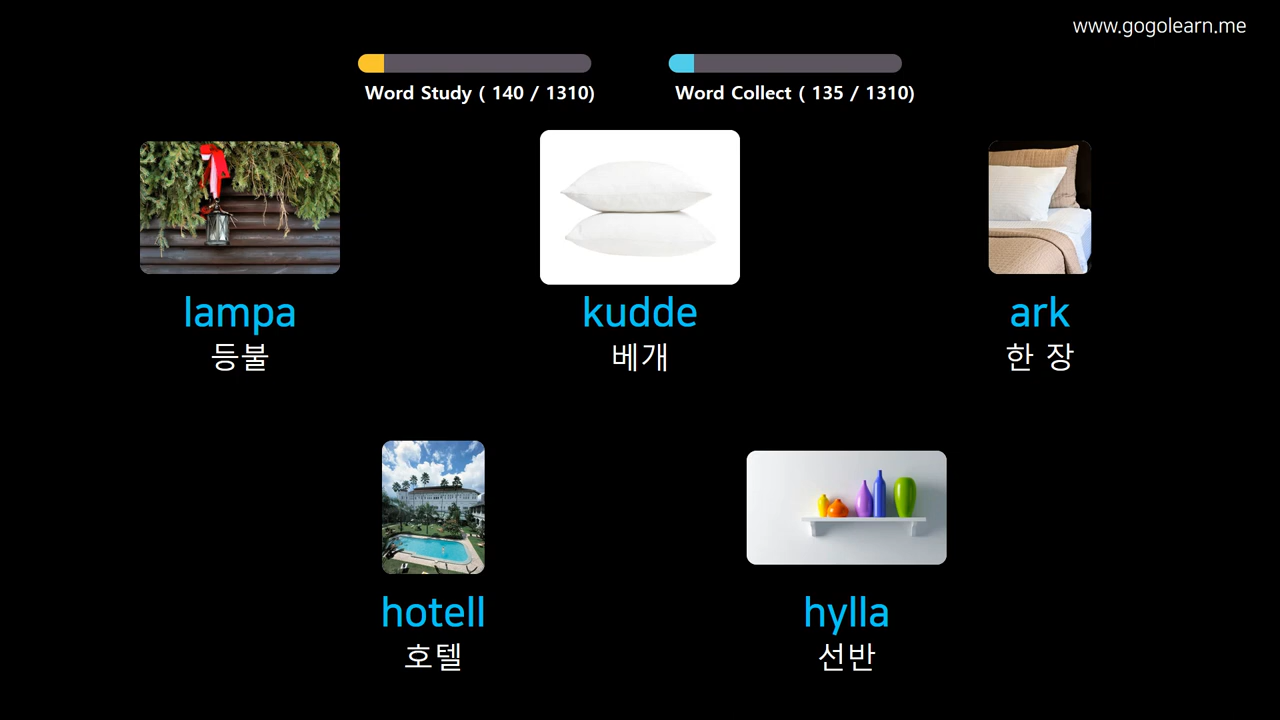 www.gogolearn.me
Word Study ( 140 / 1310)
Word Collect ( 135 / 1310)
lampa
등불
kudde
베개
ark
한 장
hotell
호텔
hylla
선반